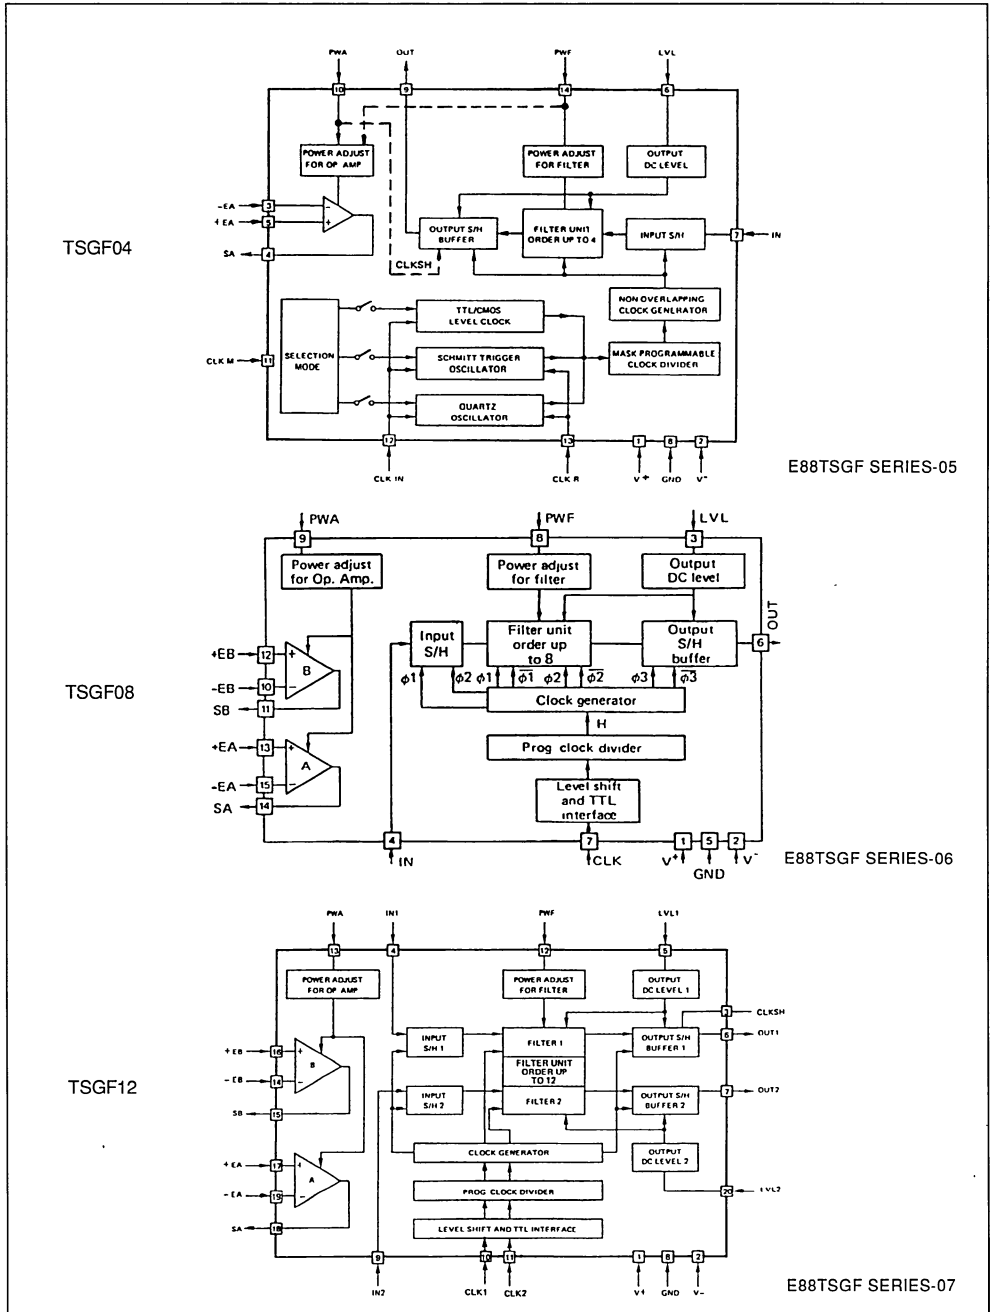 PWA
OUT
PWF
LVL
10
9
14
6
POWER ADJUST
FOR OP AMP
POWER ADJUST
FOR FILTER
OUTPUT
DC LEVEL
-EA
3
−
+EA
5
+
SA
4
TSGF04
OUTPUT S/H
BUFFER
FILTER UNIT
ORDER UP TO 4
INPUT S/H
7
IN
CLKSH
NON OVERLAPPING
CLOCK GENERATOR
TTL/CMOS
LEVEL CLOCK
CLK M
11
SELECTION
MODE
SCHMITT TRIGGER
OSCILLATOR
MASK PROGRAMMABLE
CLOCK DIVIDER
QUARTZ
OSCILLATOR
12
13
1
8
2
CLK IN
CLK R
V+
GND
V-
E88TSGF SERIES-05
PWA
PWF
LVL
9
8
3
Power adjust
for Op. Amp.
Power adjust
for filter
Output
DC level
OUT
Input
S/H
Filter unit
order up
to 8
Output
S/H
buffer
6
+EB
12
+
B
-EB
10
−
SB
11
ϕ1
ϕ2
ϕ1
ϕ̅1̅
ϕ2
ϕ̅2̅
ϕ3
ϕ̅3̅
TSGF08
Clock generator
H
+EA
13
+
A
-EA
15
−
SA
14
Prog clock divider
Level shift
and TTL
interface
4
7
1
5
2
IN
CLK
V+
GND
V-
E88TSGF SERIES-06
PWA
IN1
PWF
LVL1
13
4
12
5
POWER ADJUST
FOR OP AMP
POWER ADJUST
FOR FILTER
OUTPUT
DC LEVEL 1
3
CLKSH
INPUT
S/H 1
FILTER 1
OUTPUT S/H
BUFFER 1
6
OUT1
+EB
16
+
B
-EB
14
−
SB
15
FILTER UNIT
ORDER UP
TO 12
TSGF12
INPUT
S/H 2
FILTER 2
OUTPUT S/H
BUFFER 2
7
OUT2
CLOCK GENERATOR
OUTPUT
DC LEVEL 2
+EA
17
+
A
-EA
19
−
SA
18
PROG CLOCK DIVIDER
20
LVL2
LEVEL SHIFT AND TTL INTERFACE
9
10
11
1
8
2
IN2
CLK1
CLK2
V+
GND
V-
E88TSGF SERIES-07